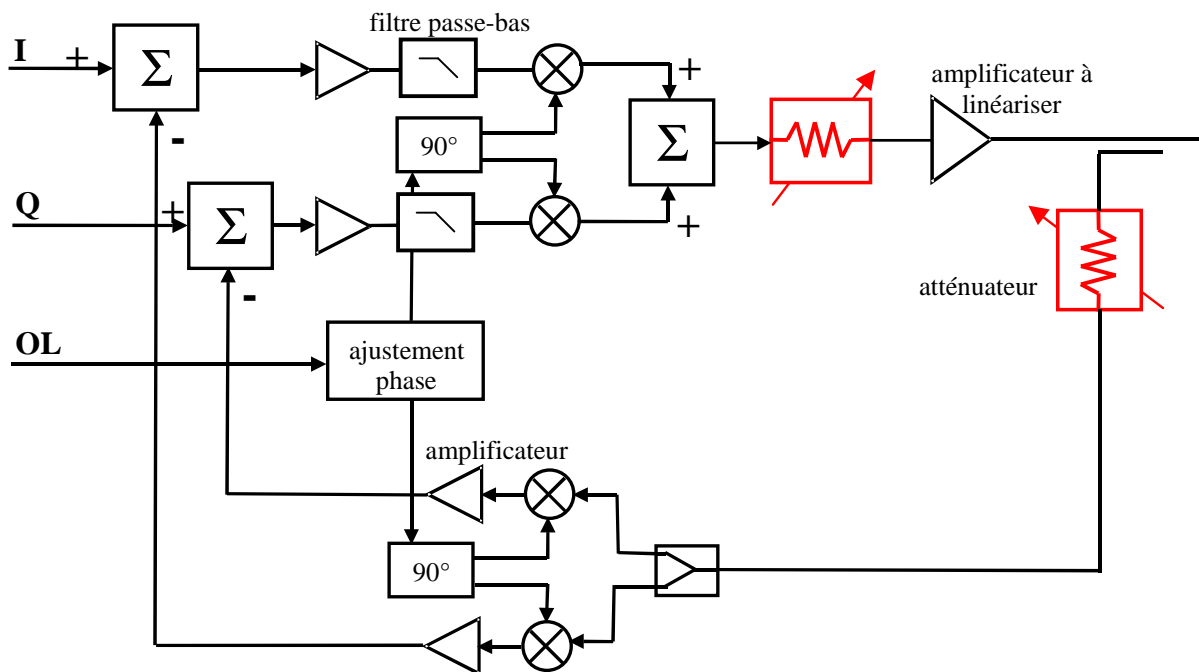 filtre passe-bas
I
+
Σ
+
amplificateur à
linéariser
-
90°
Σ
Q
+
Σ
+
-
atténuateur
OL
ajustement
phase
amplificateur
90°